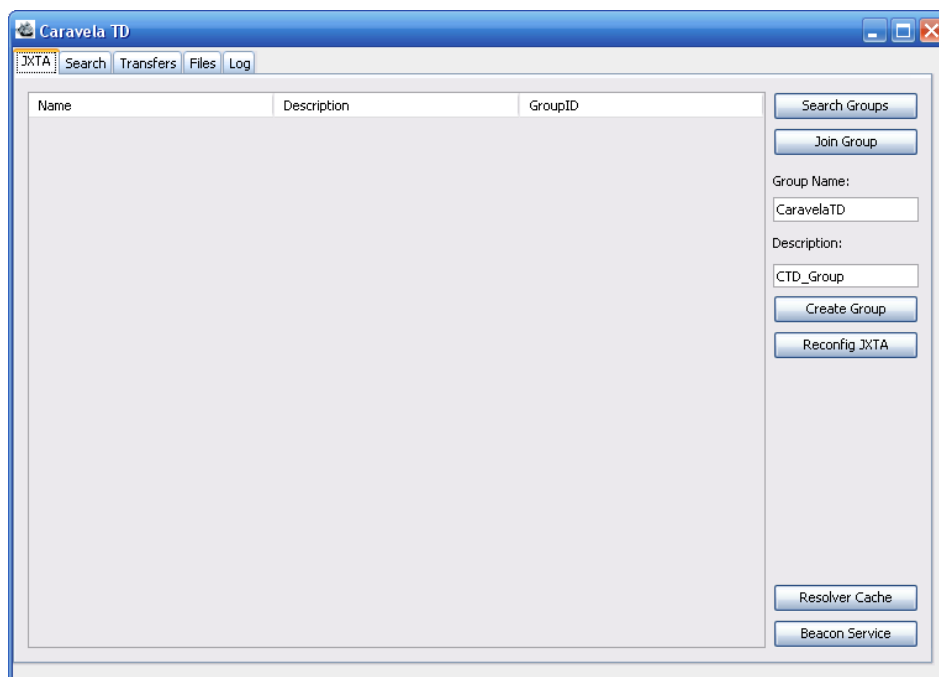 Caravela TD
JXTA Search Transfers Files Log
Name Description GroupID
Search Groups
Join Group
Group Name:
CaravelaTD
Description:
CTD_Group
Create Group
Reconfig JXTA
Resolver Cache
Beacon Service